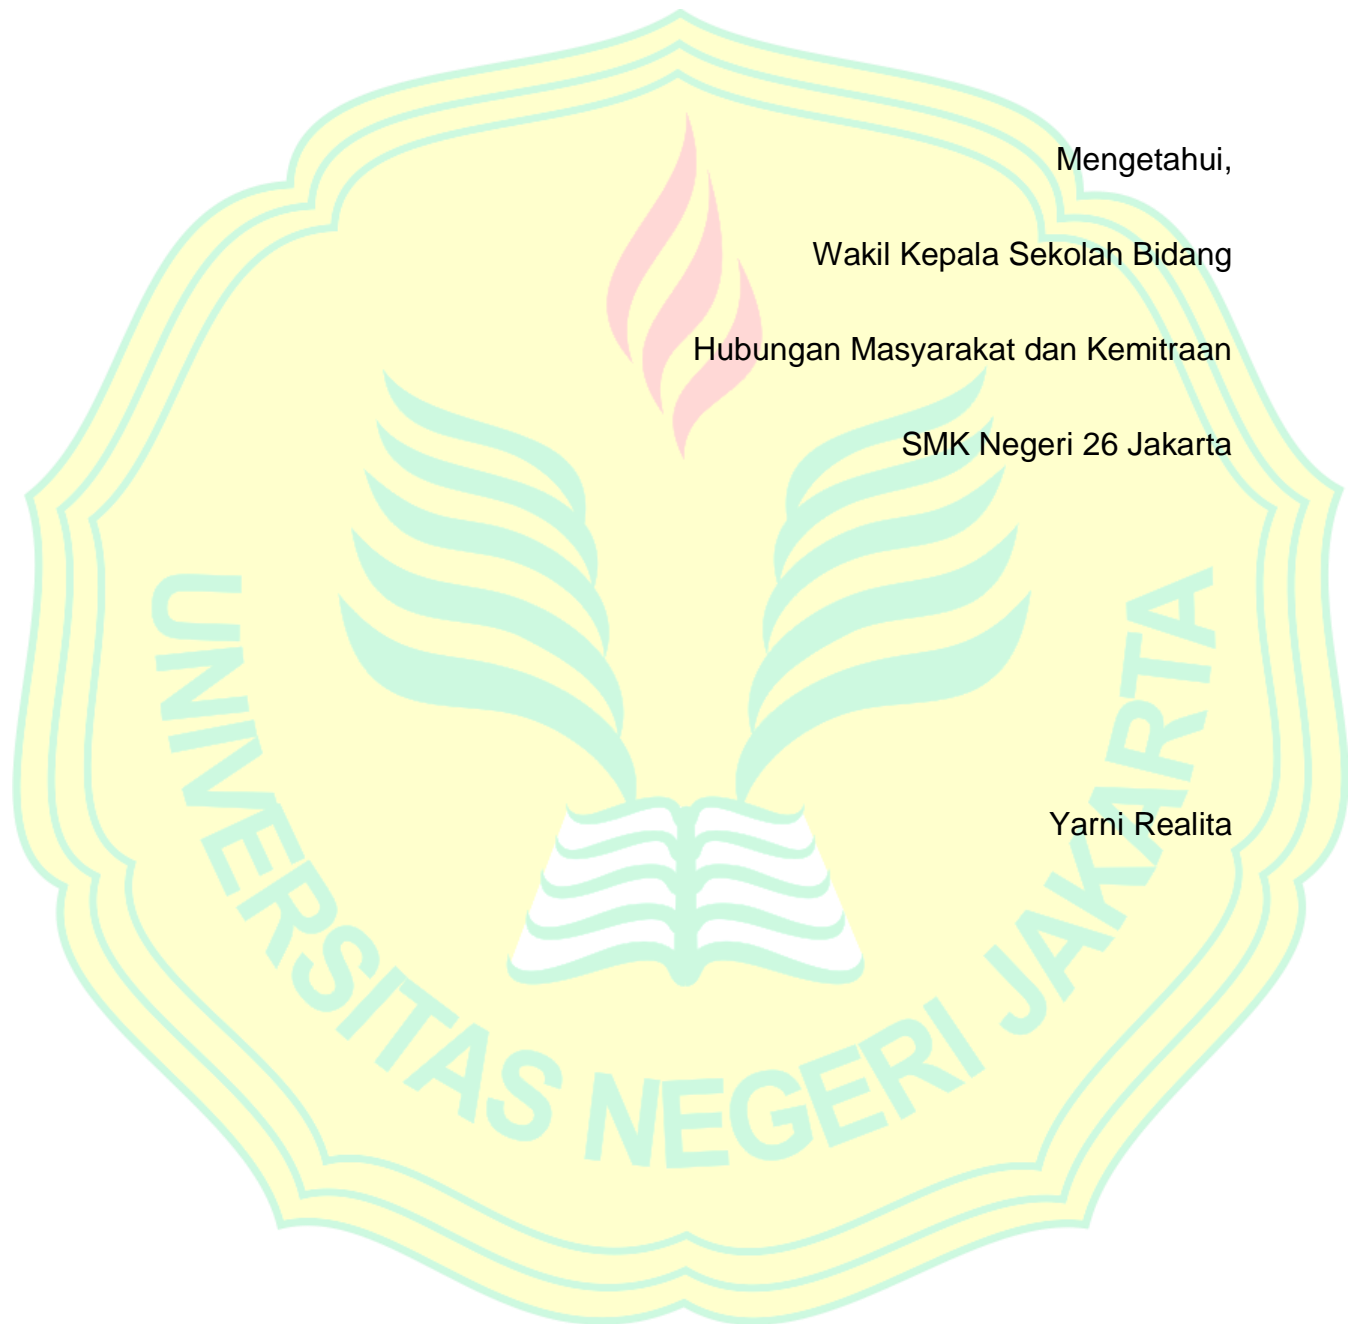 Mengetahui,
Wakil Kepala Sekolah Bidang
Hubungan Masyarakat dan Kemitraan
SMK Negeri 26 Jakarta
Yarni Realita
UNIVERSITAS NEGERI JAKARTA